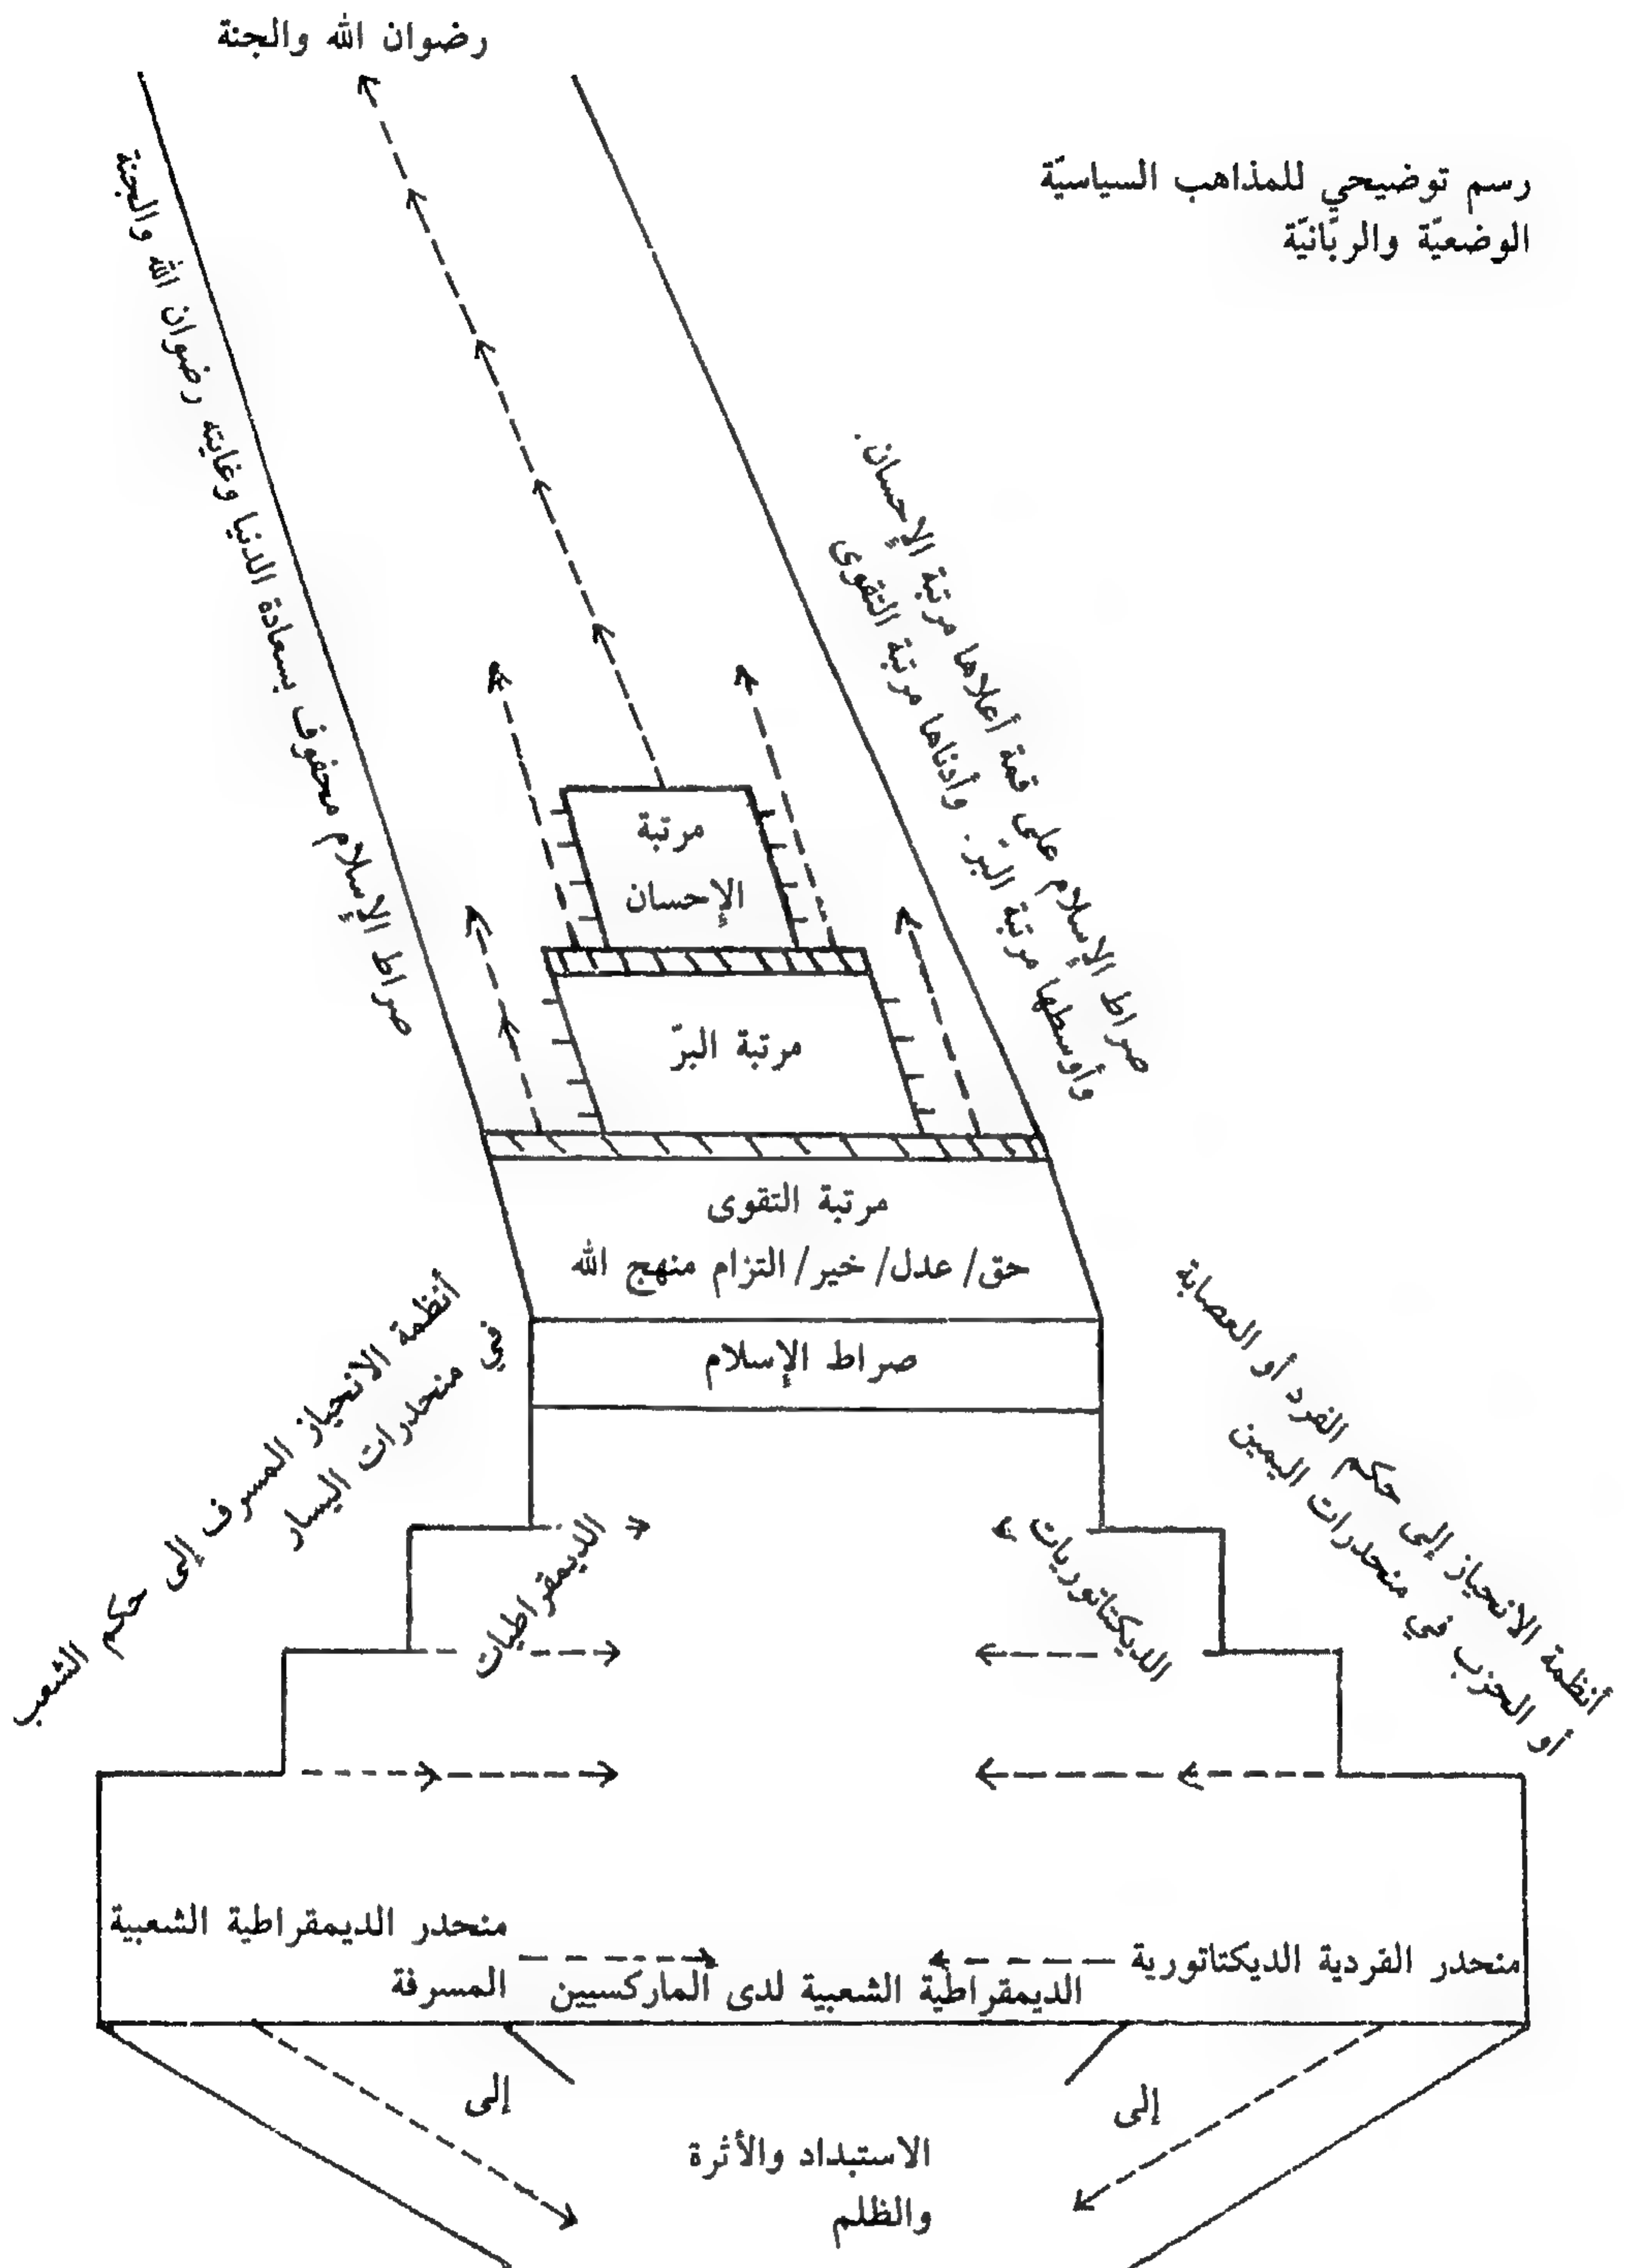 رضوان الله والجنة
رسم توضيحي للمذاهب السياسيّة
الوضعيّة والربّانيّة
صراط الإسلام محفوف بسعادة الدنيا وغايته رضوان الله والجنة
صراط الإسلام على قمة أعلاها مرتبة الإحسان.
وأوسطها مرتبة البرّ. وأدناها مرتبة التقوى
مرتبة
الإحسان
مرتبة البرّ
مرتبة التقوى
حق/ عدل/ خير/ التزام منهج الله
صراط الإسلام
أنظمة الانحياز إلى حكم الفرد أو العصابة
أو الحزب في منحدرات اليمين
أنظمة الانحياز المسرف إلى حكم الشعب
في منحدرات اليسار
الديكتاتوريات
الديمقراطيات
منحدر الفردية الديكتاتورية
الديمقراطية الشعبية لدى الماركسيين
منحدر الديمقراطية الشعبية
المسرفة
إلى
إلى
الاستبداد والأثرة
والظلم